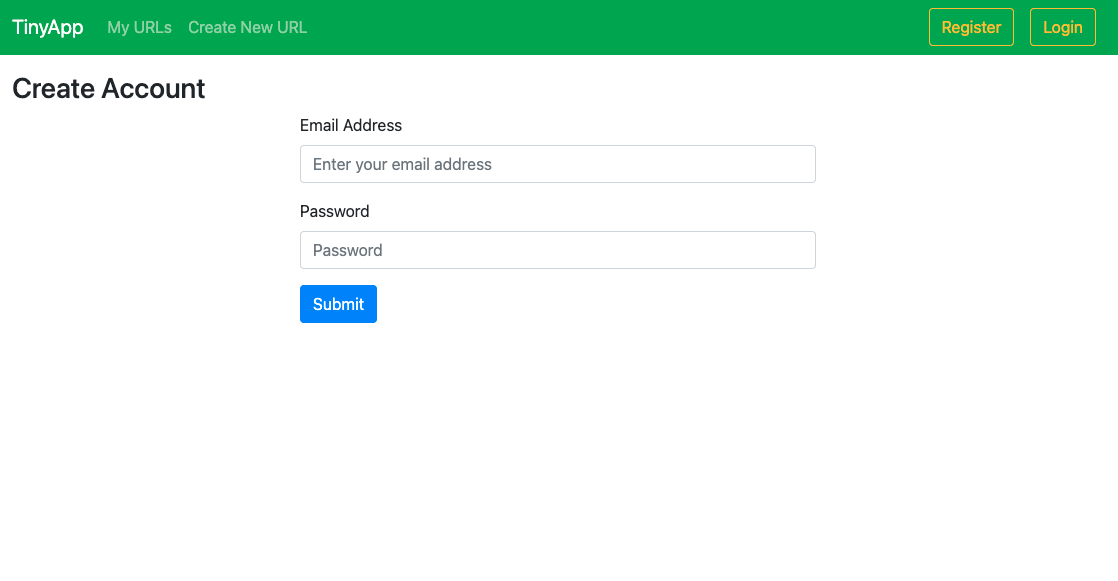 TinyApp My URLs Create New URL Register Login
Create Account
Email Address
Enter your email address
Password
Password
Submit